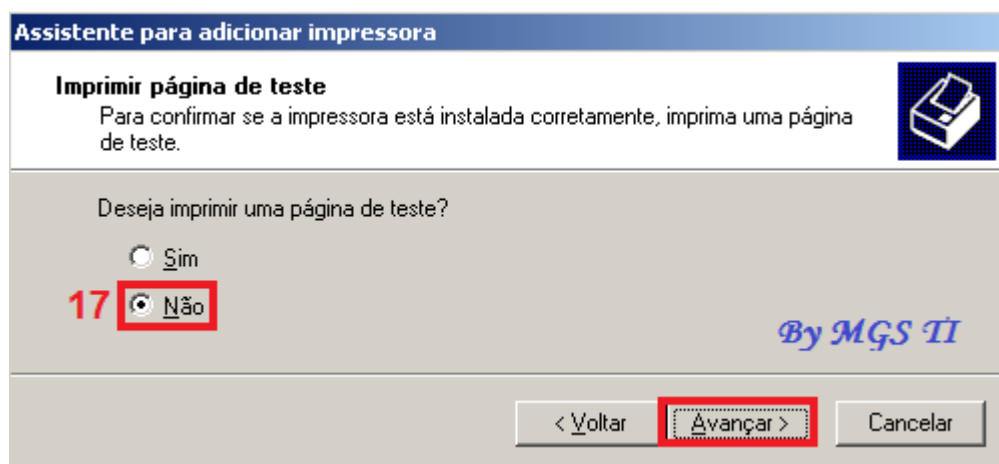 Assistente para adicionar impressora
Imprimir página de teste
Para confirmar se a impressora está instalada corretamente, imprima uma página
de teste.
Deseja imprimir uma página de teste?
Sim
17 Não
By MGS TI
< Voltar Avançar > Cancelar